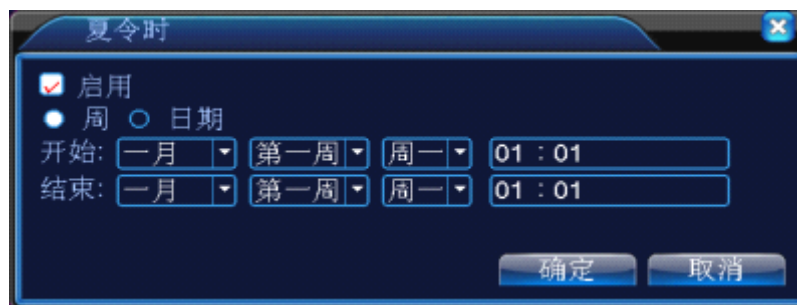 夏令时
启用
周 日期
开始: 一月 第一周 周一 01 : 01
结束: 一月 第一周 周一 01 : 01
确定 取消